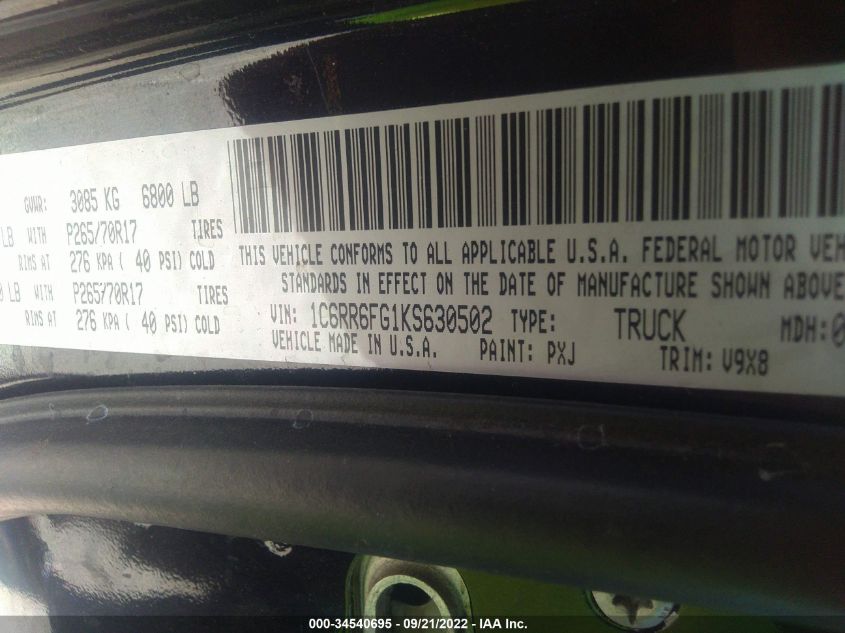 GVWR: 3085 KG 6800 LB
LB WITH P265/70R17 TIRES
RIMS AT 276 KPA ( 40 PSI) COLD
LB WITH P265/70R17 TIRES
RIMS AT 276 KPA ( 40 PSI) COLD
THIS VEHICLE CONFORMS TO ALL APPLICABLE U.S.A. FEDERAL MOTOR VEH
STANDARDS IN EFFECT ON THE DATE OF MANUFACTURE SHOWN ABOVE
VIN: 1C6RR6FG1KS630502 TYPE: TRUCK MDH:0
VEHICLE MADE IN U.S.A. PAINT: PXJ TRIM: V9X8
000-34540695 - 09/21/2022 - IAA Inc.